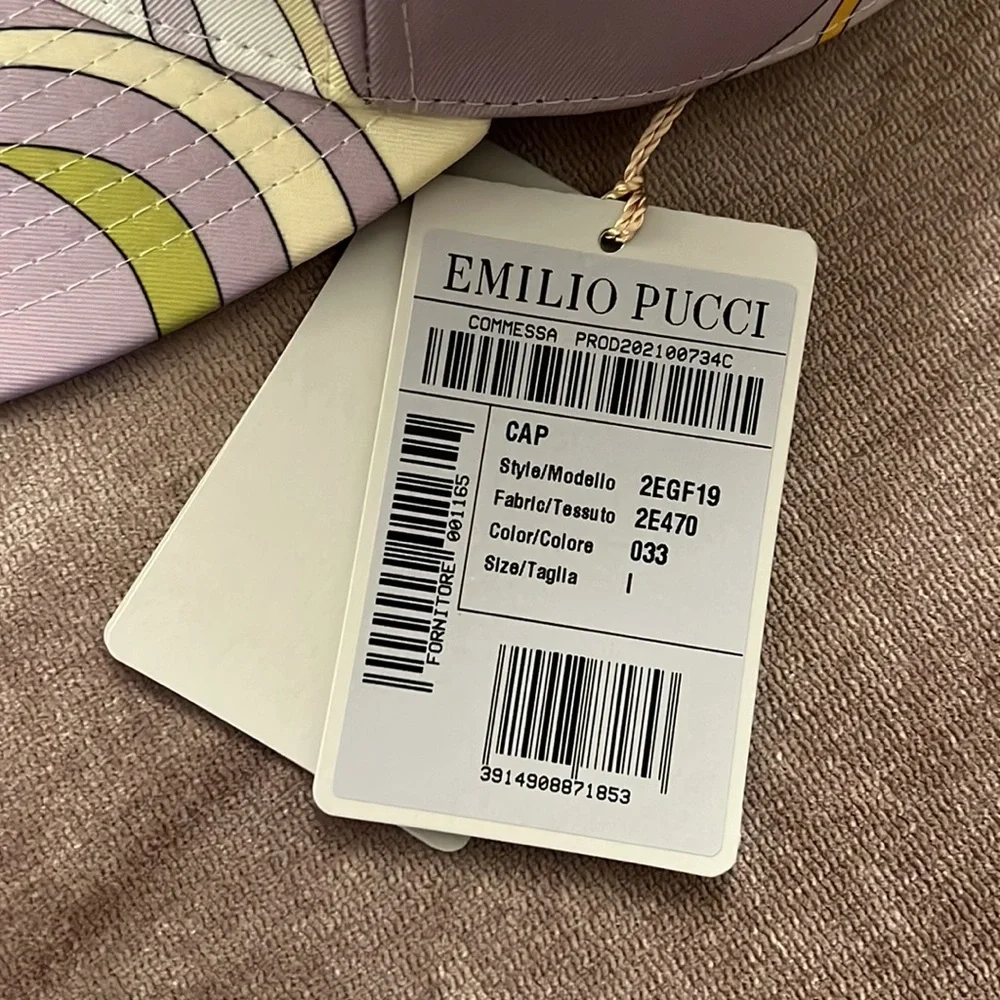 EMILIO PUCCI
COMMESSA PROD202100734C
CAP
Style/Modello 2EGF19
Fabric/Tessuto 2E470
Color/Colore 033
Size/Taglia I
FORNITORE 001165
3914908871853